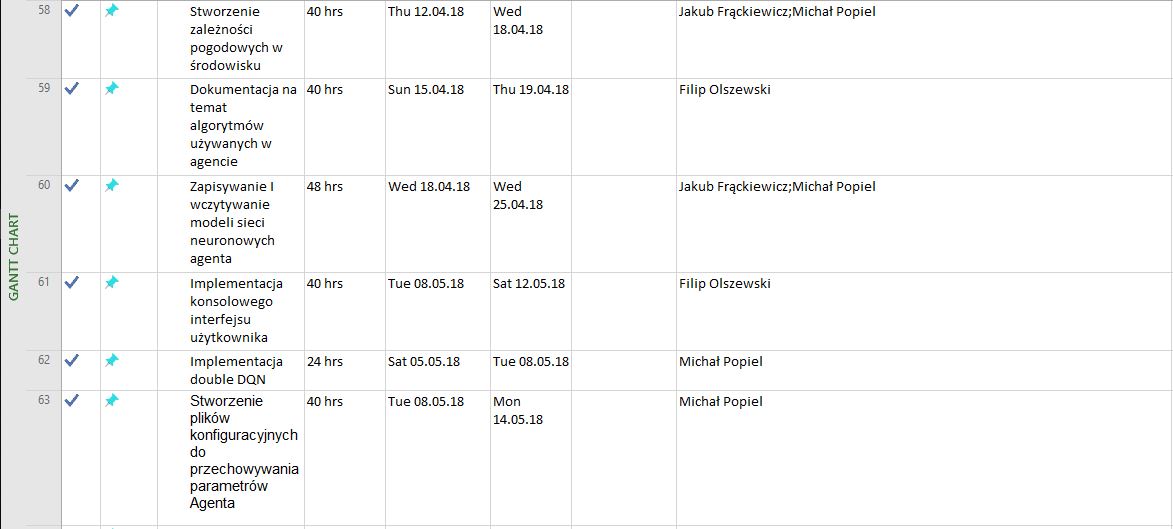 GANTT CHART
58 Stworzenie 40 hrs Thu 12.04.18 Wed Jakub Frąckiewicz;Michał Popiel
zależności 18.04.18
pogodowych w
środowisku
59 Dokumentacja na 40 hrs Sun 15.04.18 Thu 19.04.18 Filip Olszewski
temat
algorytmów
używanych w
agencie
60 Zapisywanie I 48 hrs Wed 18.04.18 Wed Jakub Frąckiewicz;Michał Popiel
wczytywanie 25.04.18
modeli sieci
neuronowych
agenta
61 Implementacja 40 hrs Tue 08.05.18 Sat 12.05.18 Filip Olszewski
konsolowego
interfejsu
użytkownika
62 Implementacja 24 hrs Sat 05.05.18 Tue 08.05.18 Michał Popiel
double DQN
63 Stworzenie 40 hrs Tue 08.05.18 Mon Michał Popiel
plików 14.05.18
konfiguracyjnych
do
przechowywania
parametrów
Agenta